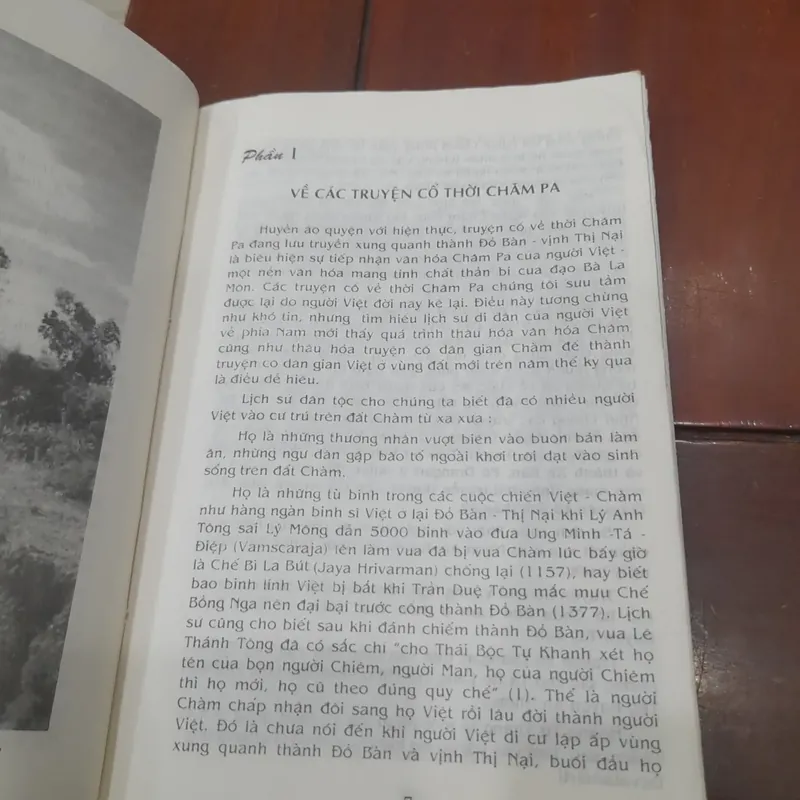 Phần 1
VỀ CÁC TRUYỆN CỔ THỜI CHĂM PA
Huyền ảo quyện với hiện thực, truyện cổ về thời Chăm
Pa đang lưu truyền xung quanh thành Đồ Bàn - vịnh Thị Nại
là biểu hiện sự tiếp nhận văn hóa Chăm Pa của người Việt -
một nền văn hóa mang tính chất thần bí của đạo Bà La
Môn. Các truyện cổ về thời Chăm Pa chúng tôi sưu tầm
được lại do người Việt đời nay kể lại. Điều này tưởng chừng
như khó tin, nhưng tìm hiểu lịch sử di dân của người Việt
về phía Nam mới thấy quá trình thâu hóa văn hóa Chàm
cũng như thâu hóa truyện cổ dân gian Chàm để thành
truyện cổ dân gian Việt ở vùng đất mới trên năm thế kỷ qua
là điều dễ hiểu.
Lịch sử dân tộc cho chúng ta biết đã có nhiều người
Việt vào cư trú trên đất Chàm từ xa xưa :
Họ là những thương nhân vượt biên vào buôn bán làm
ăn, những ngư dân gặp bão tố ngoài khơi trôi dạt vào sinh
sống trên đất Chàm.
Họ là những tù binh trong các cuộc chiến Việt - Chàm
như hàng ngàn binh sĩ Việt ở lại Đồ Bàn - Thị Nại khi Lý Anh
Tông sai Lý Mông dẫn 5000 binh vào đưa Ung Minh -Tá -
Điệp (Vamscaraja) lên làm vua đã bị vua Chàm lúc bấy giờ
là Chế Bì La Bút (Jaya Hrivarman) chống lại (1157), hay biết
bao binh lính Việt bị bắt khi Trần Duệ Tông mắc mưu Chế
Bồng Nga nên đại bại trước cổng thành Đồ Bàn (1377). Lịch
sử cũng cho biết sau khi đánh chiếm thành Đồ Bàn, vua Lê
Thánh Tông đã có sắc chỉ "cho Thái Bộc Tự Khanh xét họ
tên của bọn người Chiêm, người Man, họ của người Chiêm
thì họ mới, họ cũ theo đúng quy chế" (1). Thế là người
Chàm chấp nhận đổi sang họ Việt rồi lâu đời thành người
Việt. Đó là chưa nói đến khi người Việt di cư lập ấp vùng
xung quanh thành Đồ Bàn và vịnh Thị Nại, buổi đầu họ